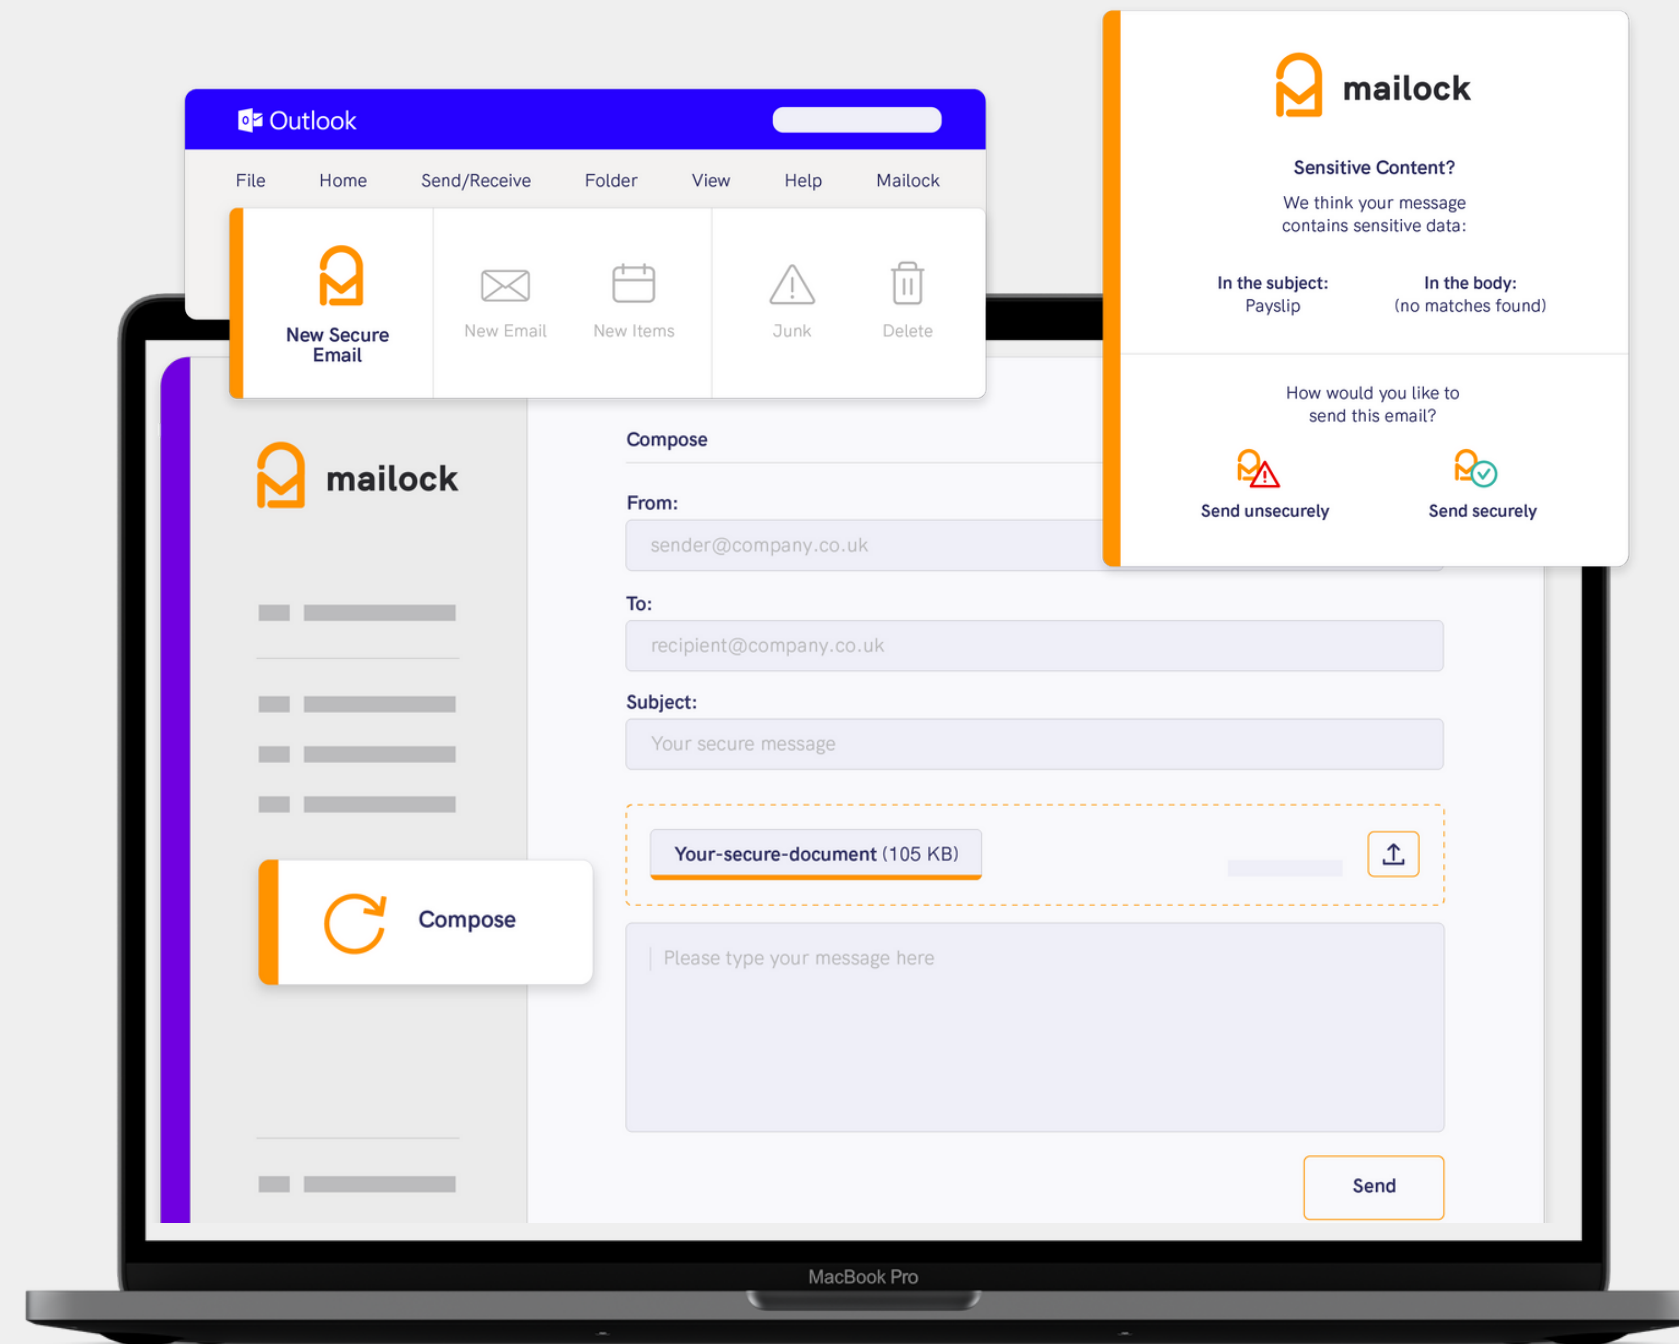 Outlook
File Home Send/Receive Folder View Help Mailock
New Secure
Email
New Email
New Items
Junk
Delete
mailock
Sensitive Content?
We think your message
contains sensitive data:
In the subject:
Payslip
In the body:
(no matches found)
How would you like to
send this email?
Send unsecurely
Send securely
mailock
Compose
Compose
From:
sender@company.co.uk
To:
recipient@company.co.uk
Subject:
Your secure message
Your-secure-document (105 KB)
Please type your message here
Send
MacBook Pro